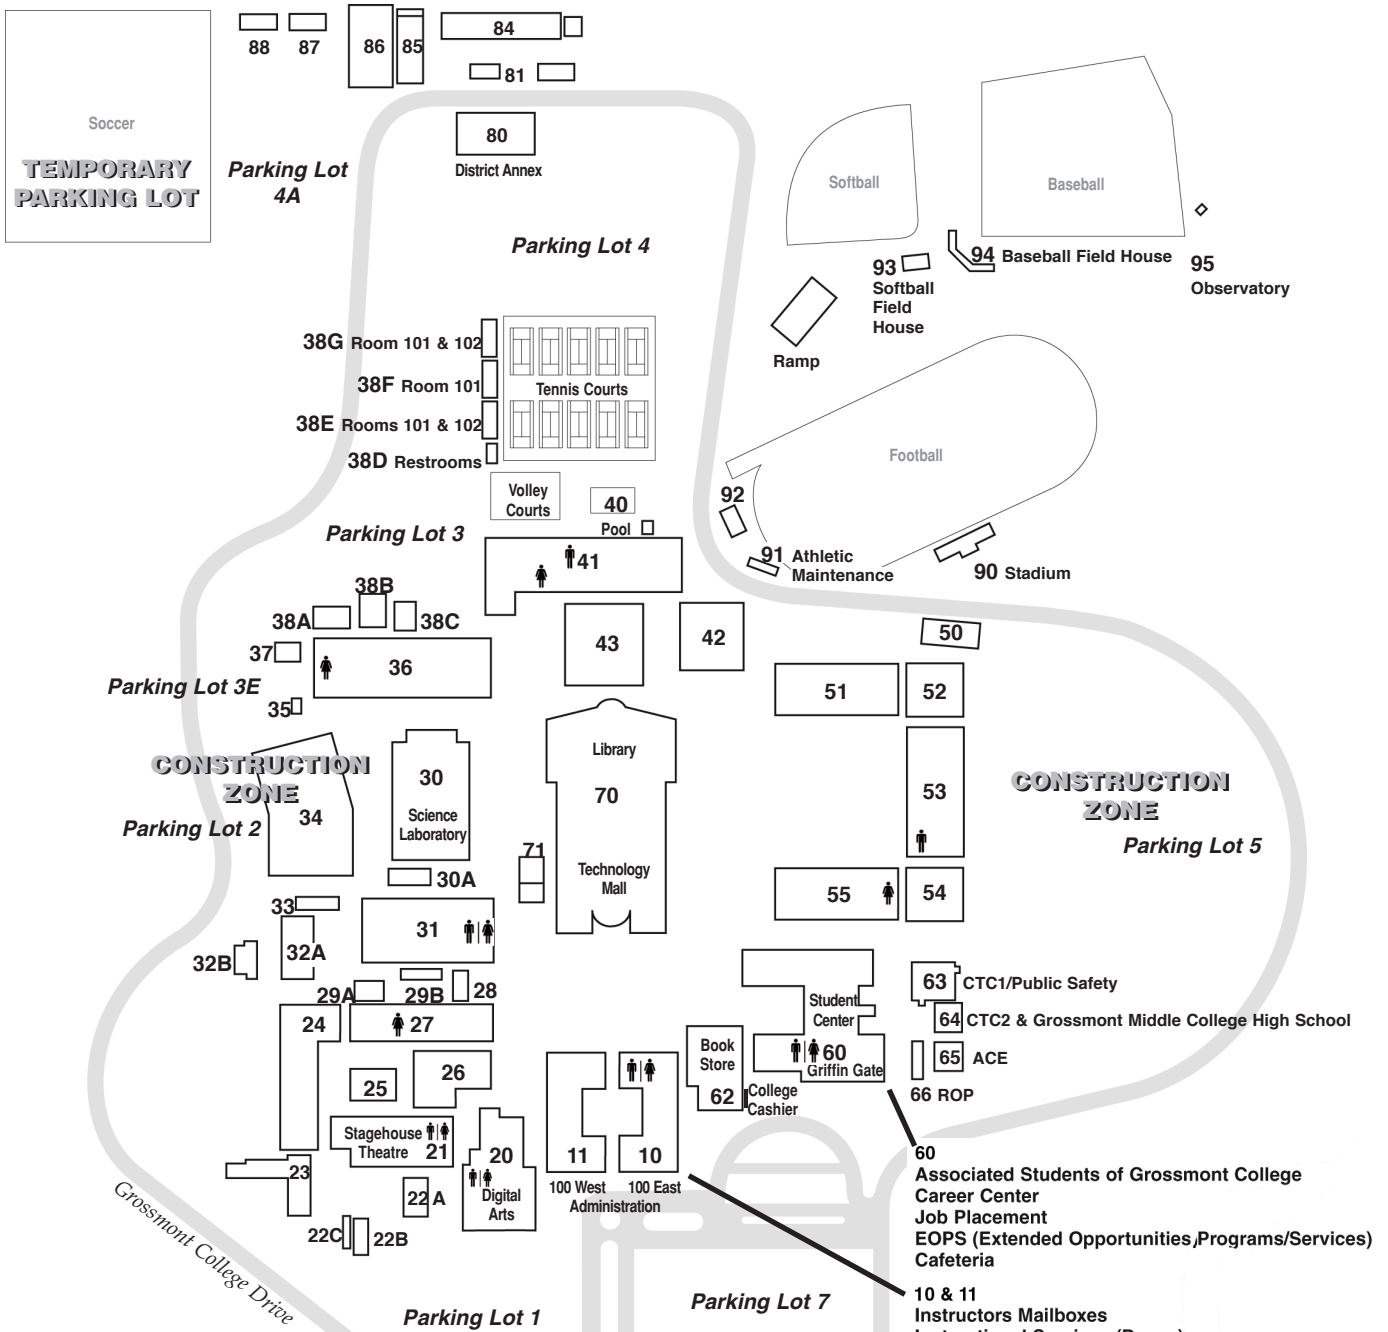 88
87
86
85
84
81
80
District Annex
Soccer
TEMPORARY
PARKING LOT
Parking Lot
4A
Parking Lot 4
Softball
Baseball
93
Softball
Field
House
94 Baseball Field House
95
Observatory
Ramp
38G Room 101 & 102
38F Room 101
38E Rooms 101 & 102
38D Restrooms
Tennis Courts
Football
Volley
Courts
40
Pool
92
91 Athletic
Maintenance
90 Stadium
Parking Lot 3
41
38B
38A
38C
37
36
43
42
50
Parking Lot 3E
35
51
52
CONSTRUCTION
ZONE
34
Parking Lot 2
30
Science
Laboratory
Library
70
Technology
Mall
71
53
CONSTRUCTION
ZONE
Parking Lot 5
30A
55
54
33
32A
32B
31
29A
29B
28
24
27
Student
Center
60
Griffin Gate
63 CTC1/Public Safety
64 CTC2 & Grossmont Middle College High School
65 ACE
66 ROP
Book
Store
62
College
Cashier
25
26
Stagehouse
Theatre
21
20
Digital
Arts
11
10
100 West
100 East
Administration
23
22 A
22C
22B
Grossmont College Drive
60
Associated Students of Grossmont College
Career Center
Job Placement
EOPS (Extended Opportunities/Programs/Services)
Cafeteria
10 & 11
Instructors Mailboxes
Parking Lot 1
Parking Lot 7